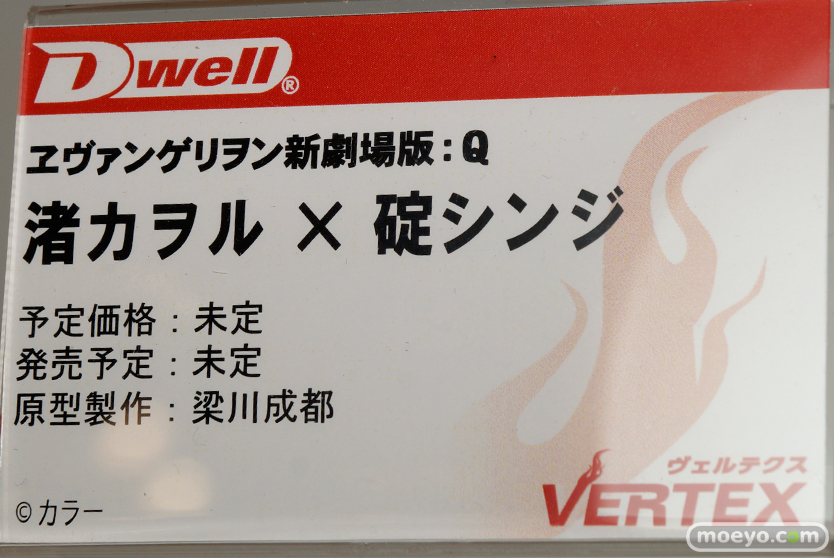 Dwell®
ヱヴァンゲリヲン新劇場版:Q
渚カヲル × 碇シンジ
予定価格：未定
発売予定：未定
原型製作：梁川成都
ヴェルテクス
VERTEX
©カラー
moeyo.com